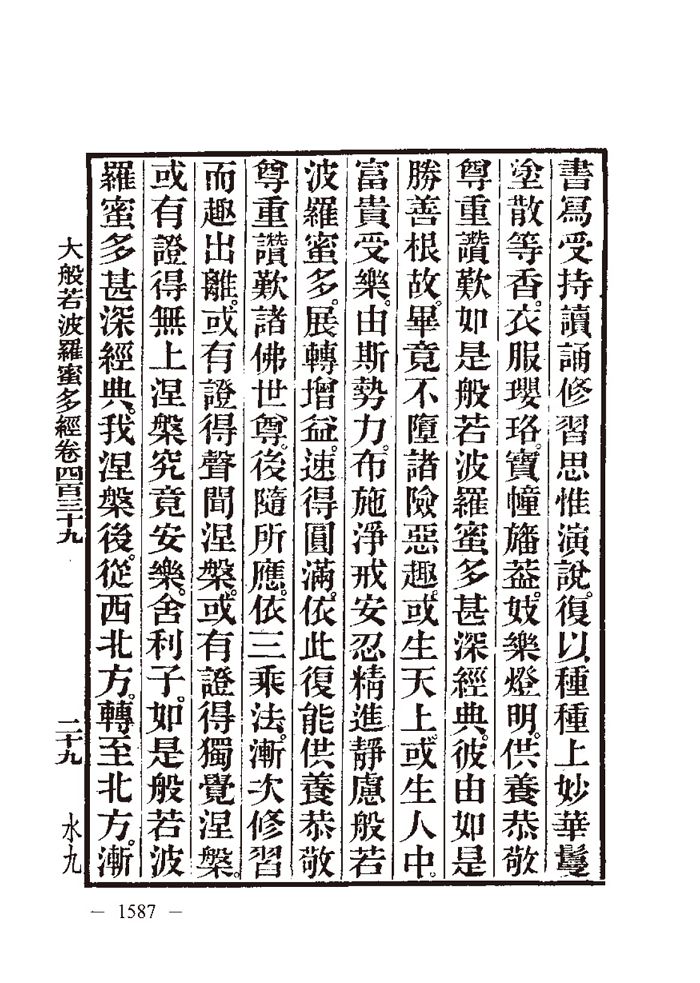 書寫受持讀誦修習思惟演說。復以種種上妙華鬘
塗散等香。衣服瓔珞。寶幢旛蓋。妓樂燈明。供養恭敬
尊重讚歎。如是般若波羅蜜多甚深經典。彼由如是
勝善根故。畢竟不墮諸險惡趣。或生天上。或生人中。
富貴受樂。由斯勢力。布施淨戒安忍精進靜慮般若
波羅蜜多。展轉增益。速得圓滿。依此復能供養恭敬
尊重讚歎諸佛世尊。後隨所應。依三乘法。漸次修習
而趣出離。或有證得聲聞涅槃。或有證得獨覺涅槃。
或有證得無上涅槃究竟安樂。舍利子。如是般若波
羅蜜多甚深經典。我涅槃後。從西北方。轉至北方。漸
大般若波羅蜜多經卷四百三十九
二十九
水九
— 1587 —